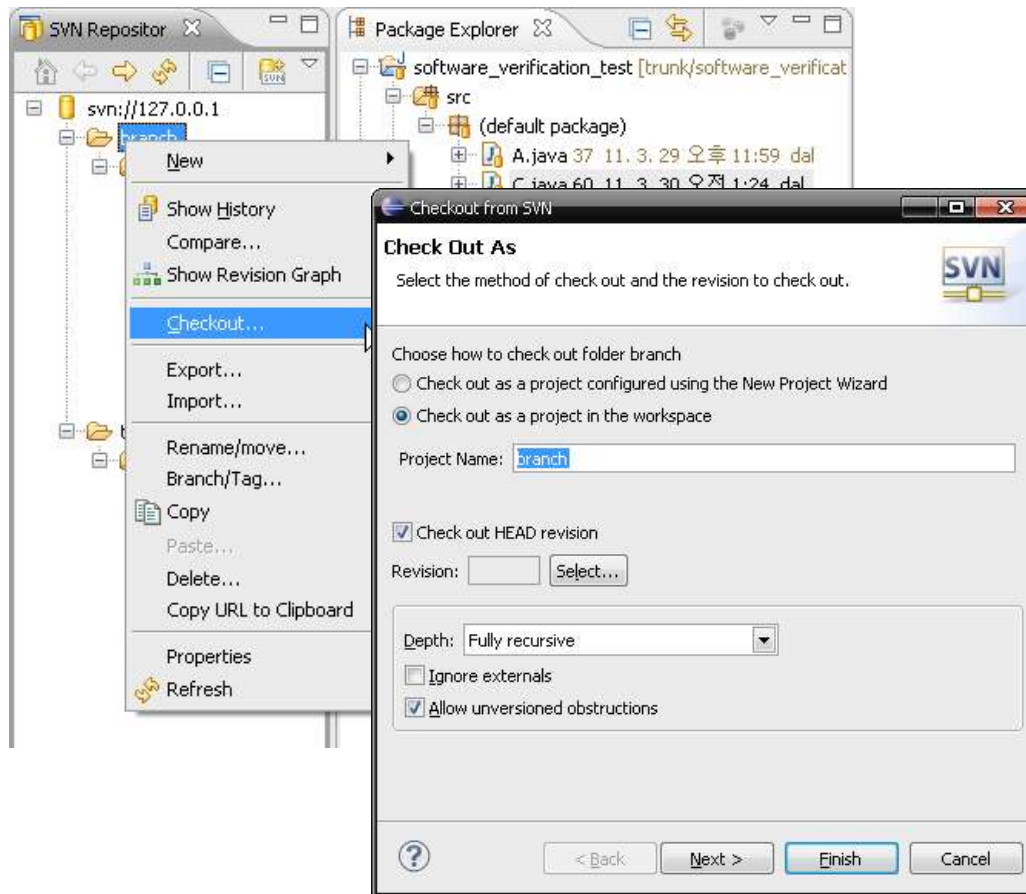 SVN Repositor
Package Explorer
software_verification_test [trunk/software_verificat
svn://127.0.0.1
src
branch
(default package)
A.java 37 11. 3. 29 오후 11:59 dal
C.java 60 11. 3. 30 오전 1:24 dal
New
Show History
Compare...
Show Revision Graph
Checkout...
Export...
Import...
Rename/move...
Branch/Tag...
Copy
Paste...
Delete...
Copy URL to Clipboard
Properties
Refresh
Checkout from SVN
Check Out As
Select the method of check out and the revision to check out.
SVN
Choose how to check out folder branch
Check out as a project configured using the New Project Wizard
Check out as a project in the workspace
Project Name: branch
Check out HEAD revision
Revision: Select...
Depth: Fully recursive
Ignore externals
Allow unversioned obstructions
< Back Next > Finish Cancel